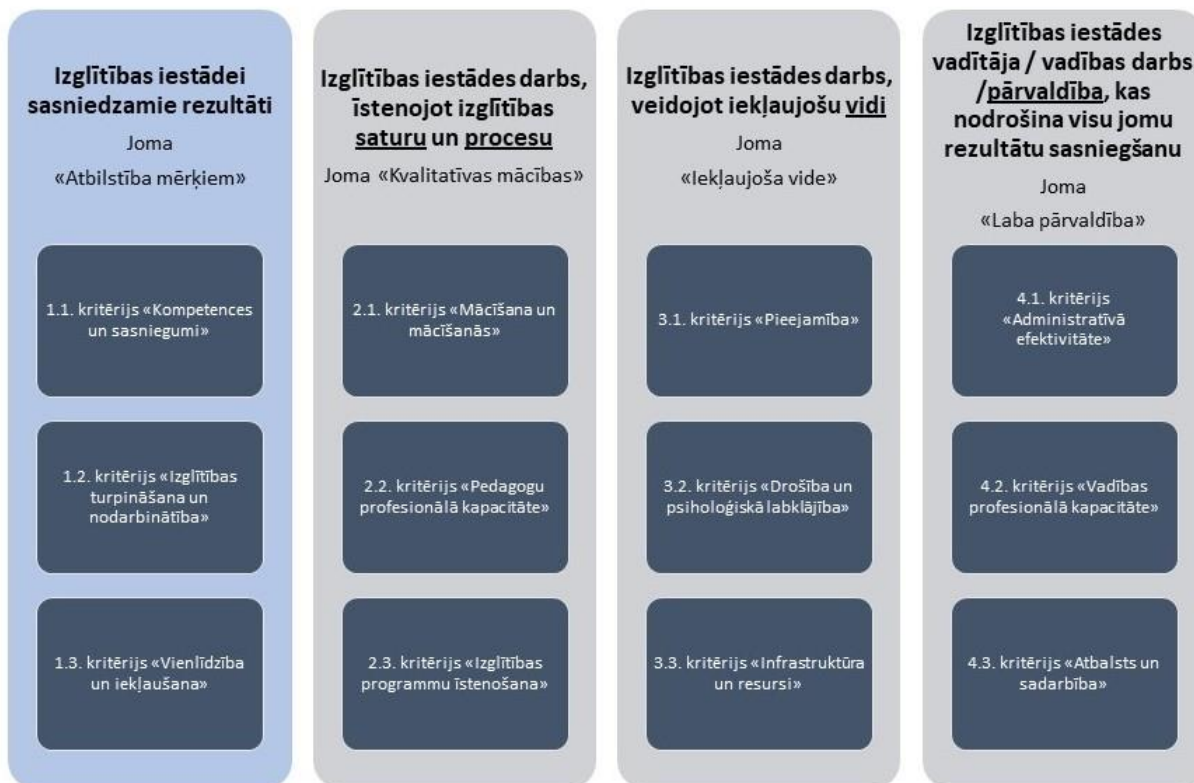 Izglītības iestādei
sasniedzamie rezultāti
Joma
«Atbilstība mērķiem»
1.1. kritērijs «Kompetences
un sasniegumi»
1.2. kritērijs «Izglītības
turpināšana un
nodarbinātība»
1.3. kritērijs «Vienlīdzība
un iekļaušana»
Izglītības iestādes darbs,
īstenojot izglītības
saturu un procesu
Joma «Kvalitatīvas mācības»
2.1. kritērijs «Mācīšana un
mācīšanās»
2.2. kritērijs «Pedagogu
profesionālā kapacitāte»
2.3. kritērijs «Izglītības
programmu īstenošana»
Izglītības iestādes darbs,
veidojot iekļaujošu vidi
Joma
«Iekļaujoša vide»
3.1. kritērijs «Pieejamība»
3.2. kritērijs «Drošība un
psiholoģiskā labklājība»
3.3. kritērijs «Infrastruktūra
un resursi»
Izglītības iestādes
vadītāja / vadības darbs
/pārvaldība, kas
nodrošina visu jomu
rezultātu sasniegšanu
Joma
«Laba pārvaldība»
4.1. kritērijs
«Administratīvā
efektivitāte»
4.2. kritērijs «Vadības
profesionālā kapacitāte»
4.3. kritērijs «Atbalsts un
sadarbība»